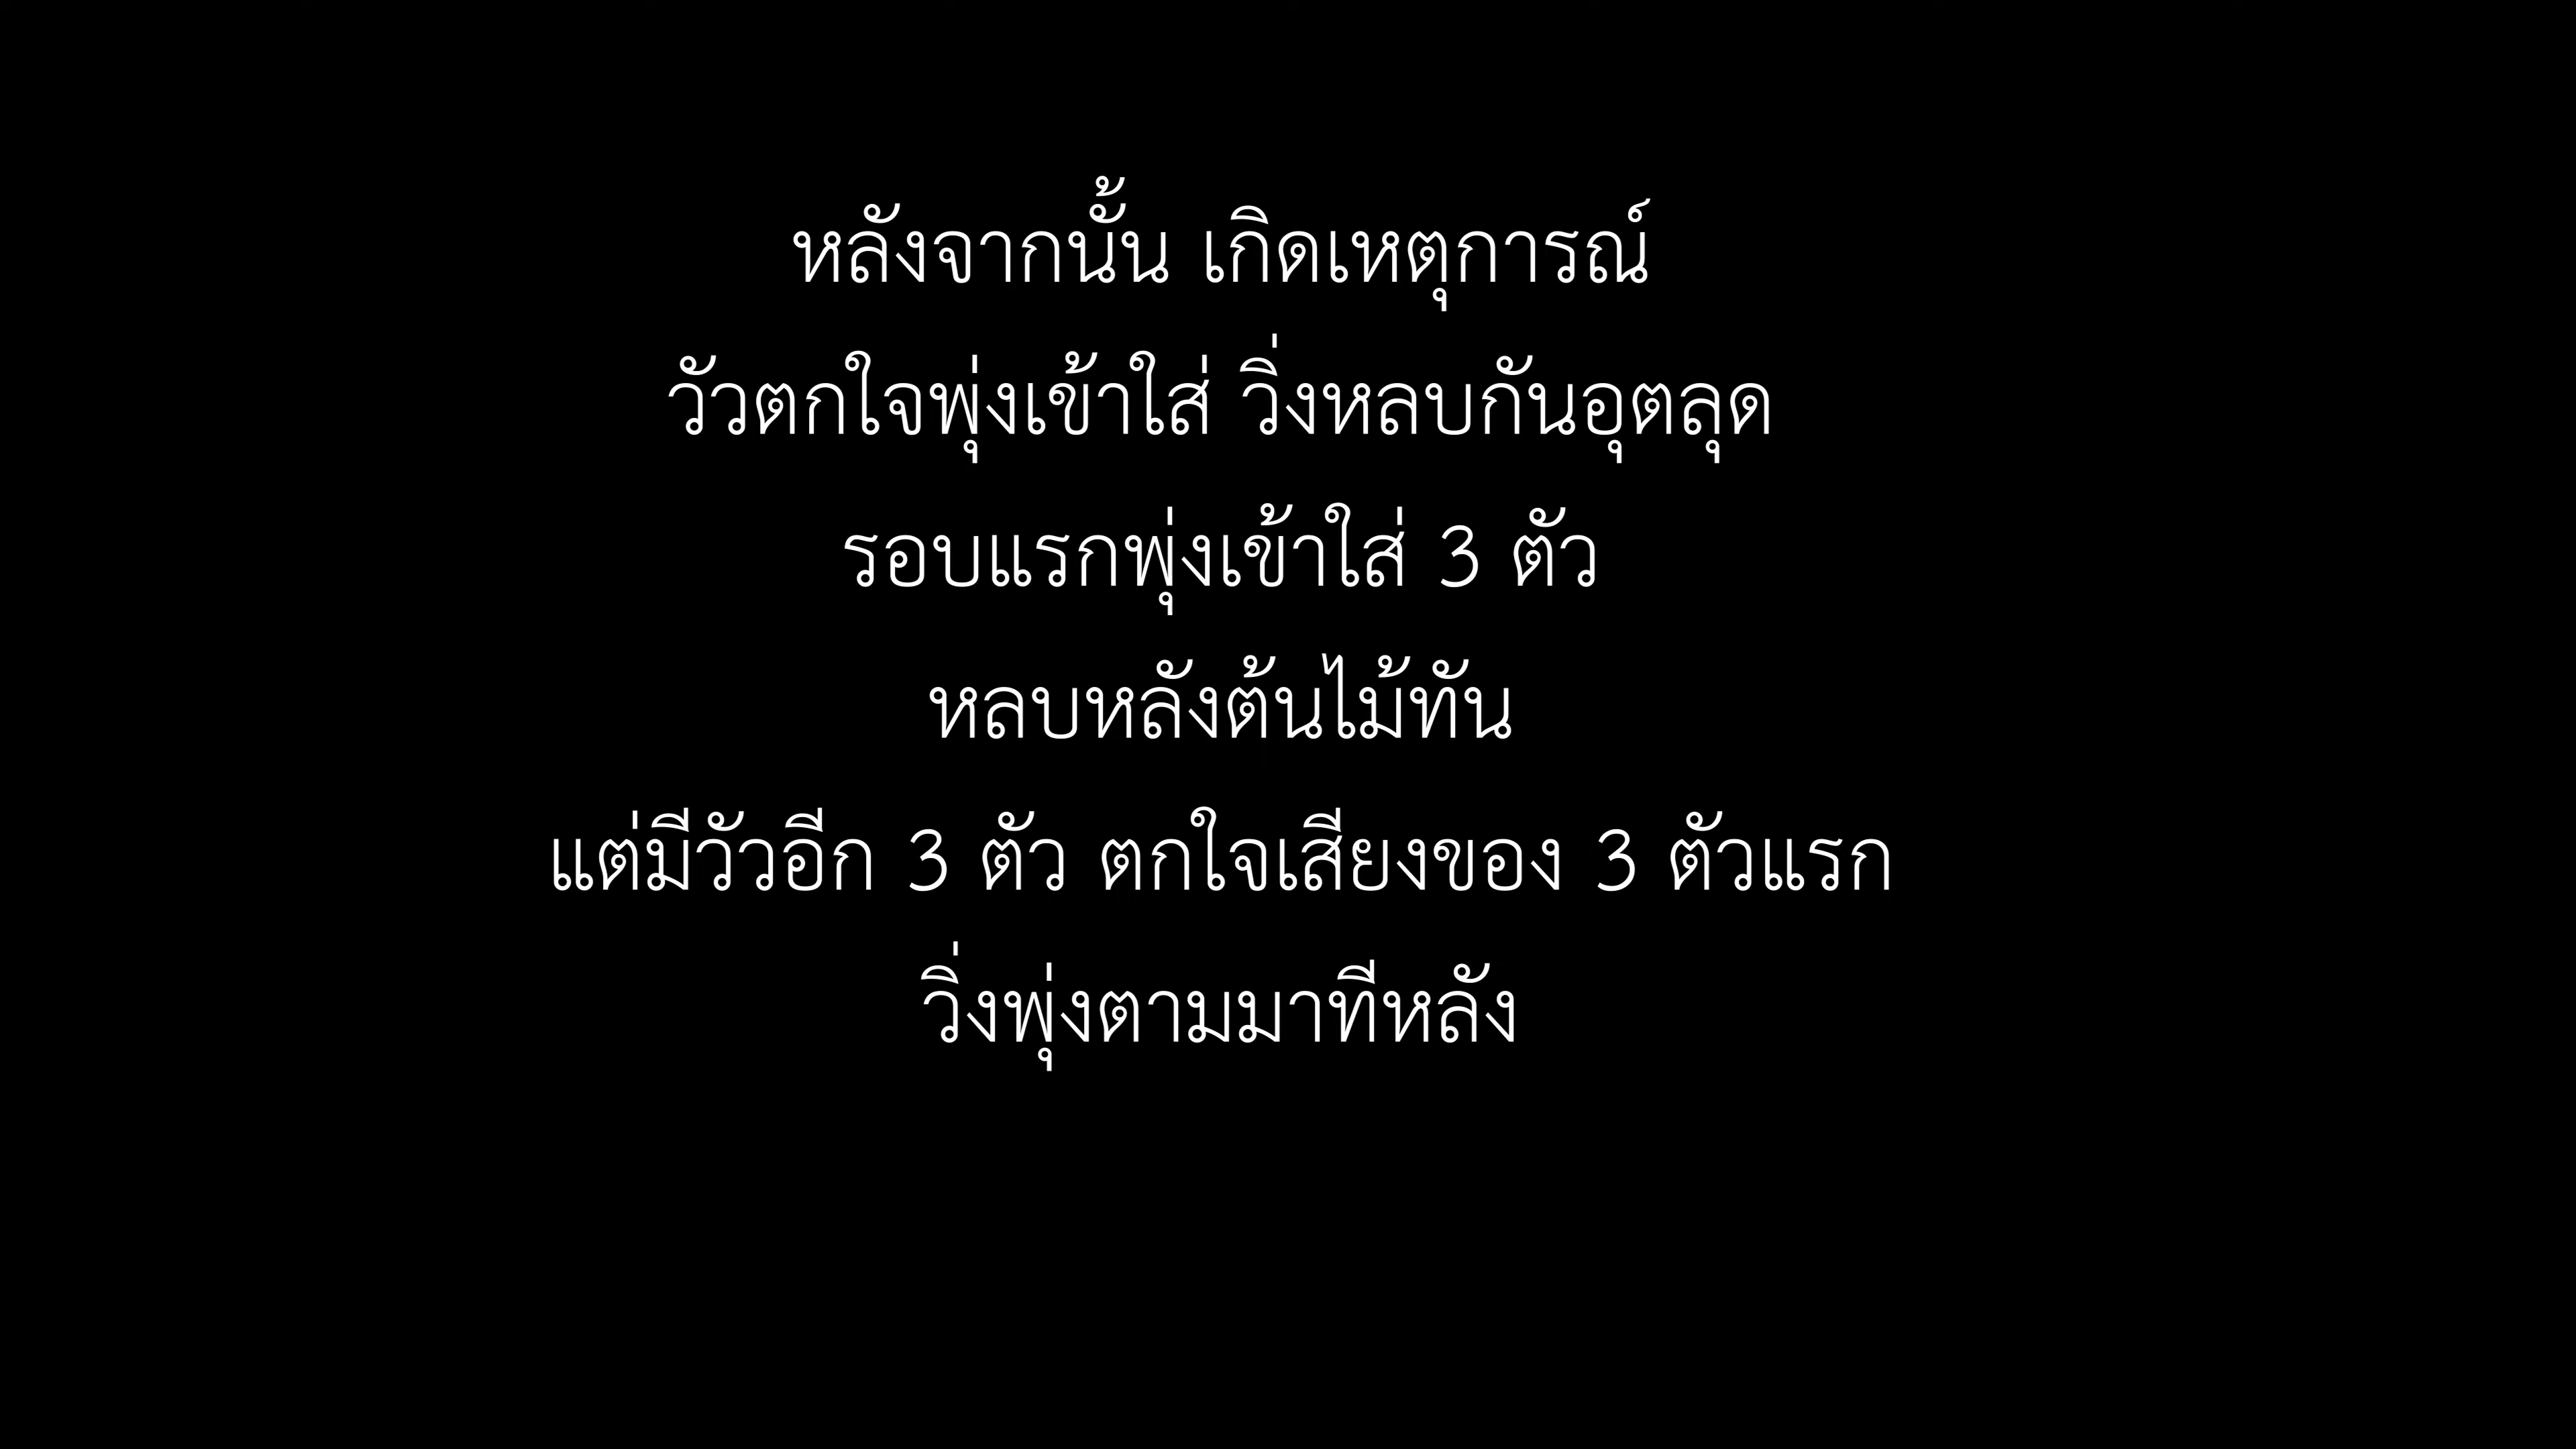 หลังจากนั้น เกิดเหตุการณ์
วัวตกใจพุ่งเข้าใส่ วิ่งหลบกันอุตลุด
รอบแรกพุ่งเข้าใส่ 3 ตัว
หลบหลังต้นไม้ทัน
แต่มีวัวอีก 3 ตัว ตกใจเสียงของ 3 ตัวแรก
วิ่งพุ่งตามมาทีหลัง